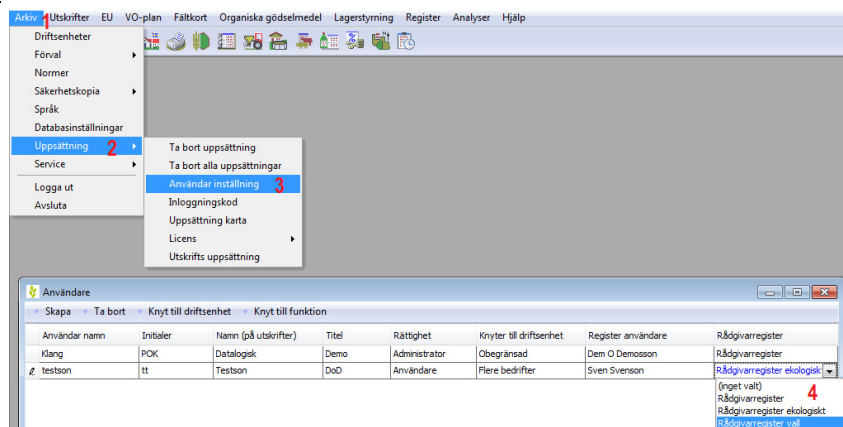 Arkiv 1 Utskrifter EU VO-plan Fältkort Organiska gödselmedel Lagerstyrning Register Analyser Hjälp
Driftsenheter
Förval
Normer
Säkerhetskopia
Språk
Databasinställningar
Uppsättning 2
Service
Logga ut
Avsluta
Ta bort uppsättning
Ta bort alla uppsättningar
Användar inställning 3
Inloggningskod
Uppsättning karta
Licens
Utskrifts uppsättning
Användare
Skapa Ta bort Knyt till driftsenhet Knyt till funktion
Användar namn Initialer Namn (på utskrifter) Titel Rättighet Knyter till driftsenhet Register användare Rådgivarregister
Klang POK Datalogisk Demo Administrator Obegränsad Dem O Demosson Rådgivarregister
testson tt Testson DoD Användare Flere bedrifter Sven Svenson Rådgivarregister ekologisk
(inget valt) 4
Rådgivarregister
Rådgivarregister ekologiskt
Rådgivarregister vall